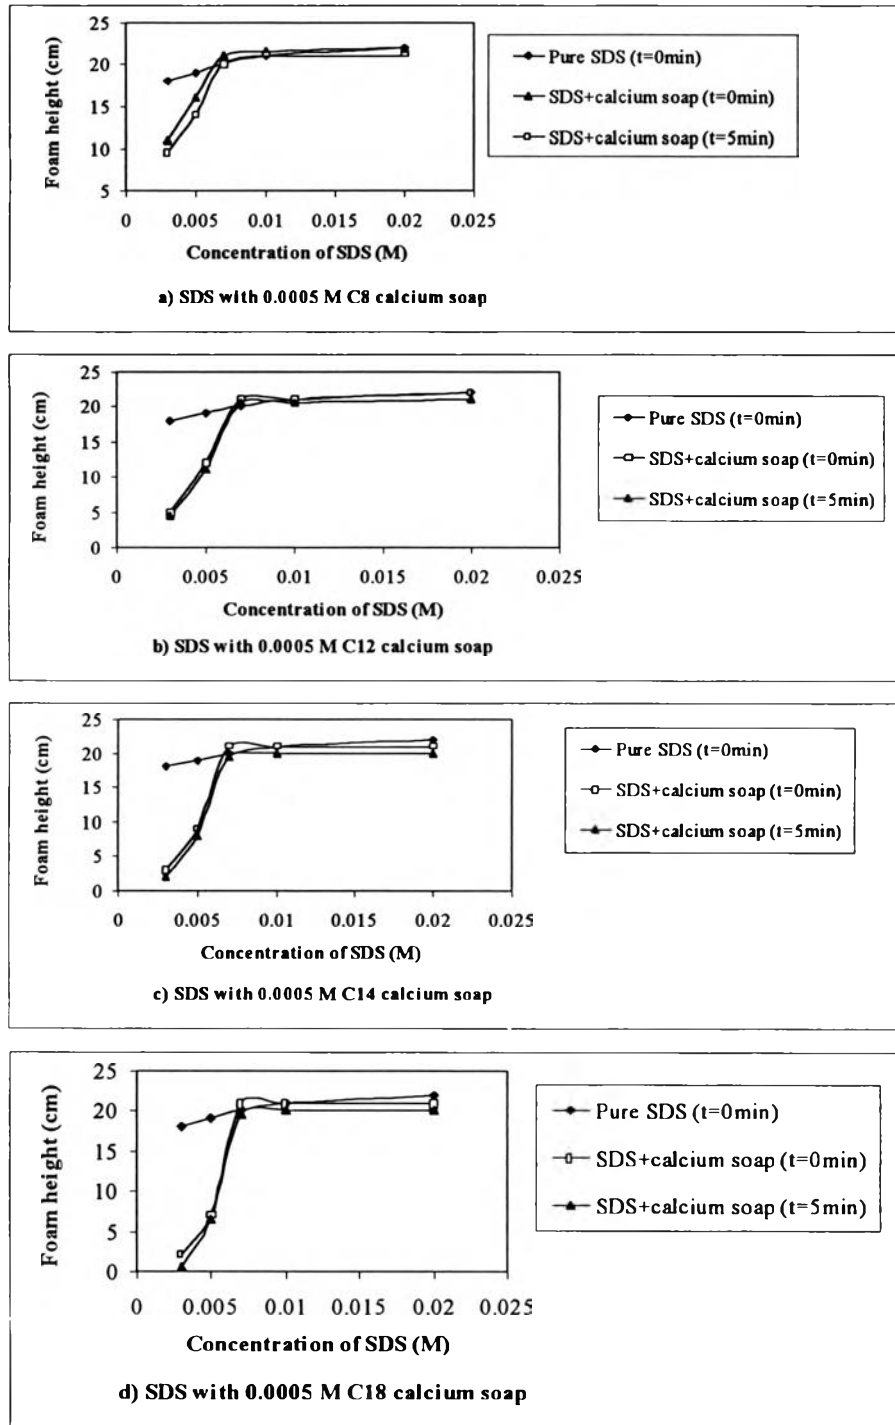 25
20
15
10
5
Foam height (cm)
0 0.005 0.01 0.015 0.02 0.025
Concentration of SDS (M)
Pure SDS (t=0min)
SDS+calcium soap (t=0min)
SDS+calcium soap (t=5min)
a) SDS with 0.0005 M C8 calcium soap
25
20
15
10
5
0
Foam height (cm)
0 0.005 0.01 0.015 0.02 0.025
Concentration of SDS (M)
Pure SDS (t=0min)
SDS+calcium soap (t=0min)
SDS+calcium soap (t=5min)
b) SDS with 0.0005 M C12 calcium soap
25
20
15
10
5
0
Foam height (cm)
0 0.005 0.01 0.015 0.02 0.025
Concentration of SDS (M)
Pure SDS (t=0min)
SDS+calcium soap (t=0min)
SDS+calcium soap (t=5min)
c) SDS with 0.0005 M C14 calcium soap
25
20
15
10
5
0
Foam height (cm)
0 0.005 0.01 0.015 0.02 0.025
Concentration of SDS (M)
Pure SDS (t=0min)
SDS+calcium soap (t=0min)
SDS+calcium soap (t=5min)
d) SDS with 0.0005 M C18 calcium soap